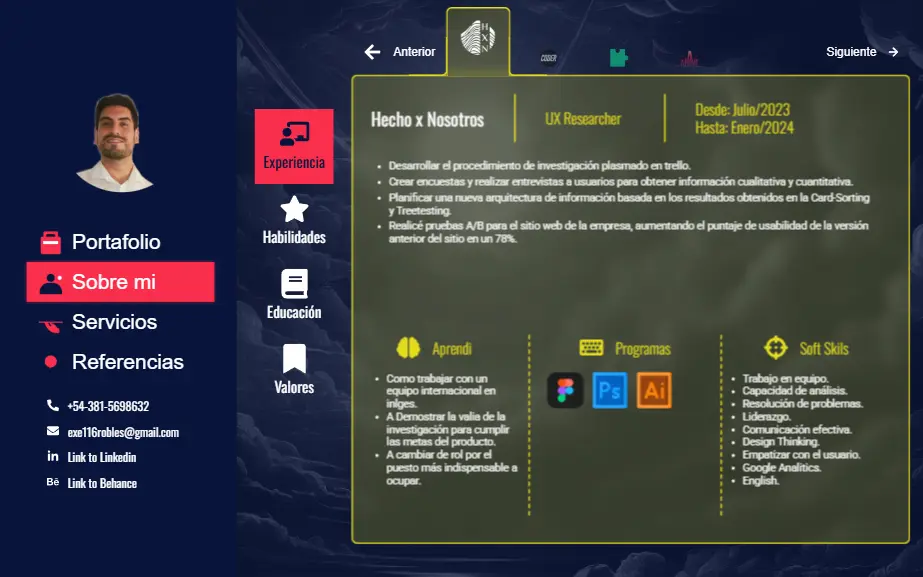 Portafolio
Sobre mi
Servicios
Referencias
+54-381-5698632
exe116robles@gmail.com
in Link to Linkedin
Bē Link to Behance
Experiencia
Habilidades
Educación
Valores
Anterior
HXN
CODER
Siguiente
Hecho x Nosotros
UX Researcher
Desde: Julio/2023
Hasta: Enero/2024
• Desarrollar el procedimiento de investigación plasmado en trello.
• Crear encuestas y realizar entrevistas a usuarios para obtener información cualitativa y cuantitativa.
• Planificar una nueva arquitectura de información basada en los resultados obtenidos en la Card-Sorting
y Treetesting.
• Realicé pruebas A/B para el sitio web de la empresa, aumentando el puntaje de usabilidad de la versión
anterior del sitio en un 78%.
Aprendi
• Como trabajar con un
equipo internacional en
inlges.
• A Demostrar la valia de la
investigación para cumplir
las metas del producto.
• A cambiar de rol por el
puesto más indispensable a
ocupar.
Programas
Ps
Ai
Soft Skils
• Trabajo en equipo.
• Capacidad de análisis.
• Resolución de problemas.
• Liderazgo.
• Comunicación efectiva.
• Design Thinking.
• Empatizar con el usuario.
• Google Analitics.
• English.